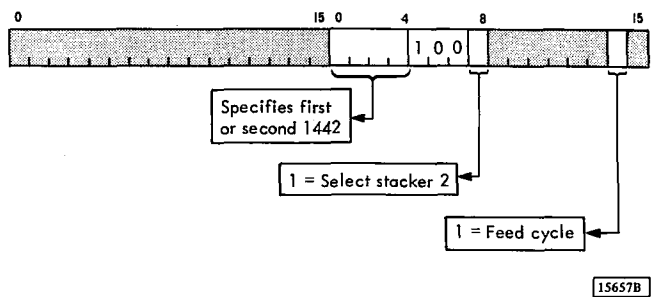 0 15 0 4 8 15
1 0 0
Specifies first
or second 1442
1 = Select stacker 2
1 = Feed cycle
15657B